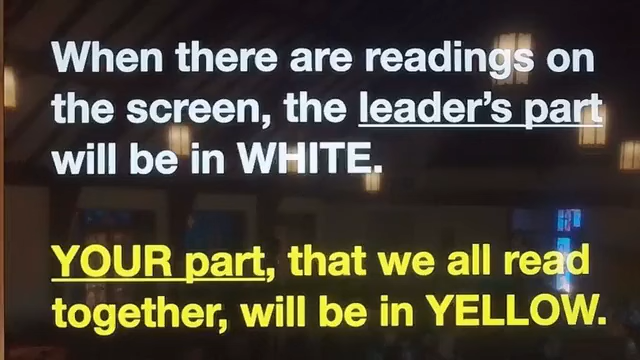 When there are readings on
the screen, the leader's part
will be in WHITE.
YOUR part, that we all read
together, will be in YELLOW.